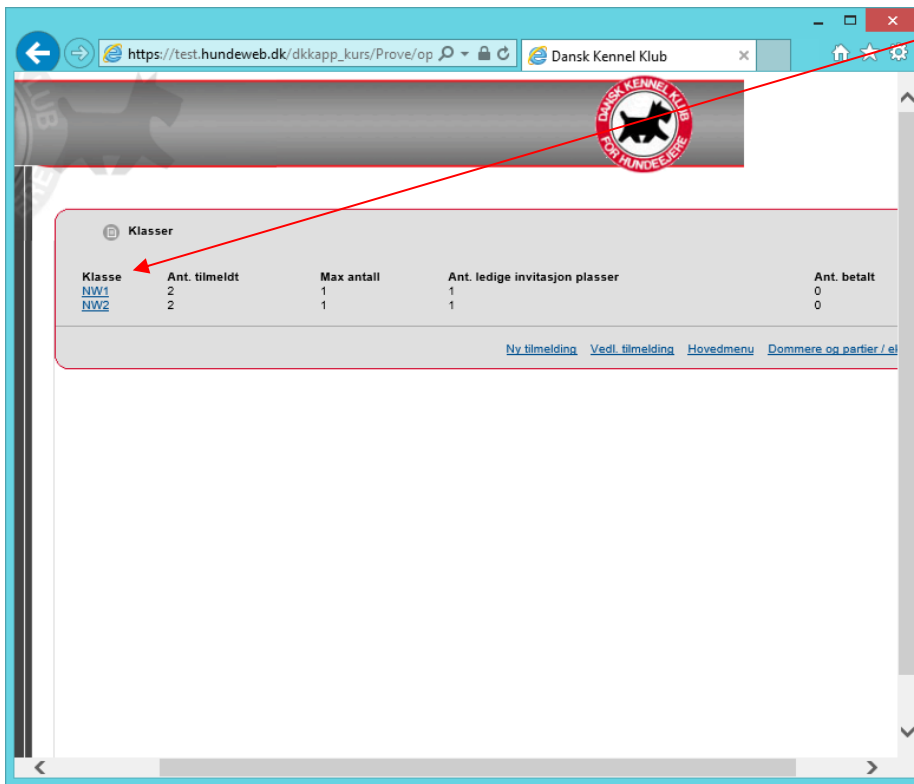 https://test.hundeweb.dk/dkkapp_kurs/Prove/op
Dansk Kennel Klub
DANSK KENNEL KLUB
FOR HUNDEEJERE
Klasser
Klasse Ant. tilmeldt Max antall Ant. ledige invitasjon plasser Ant. betalt
NW1 2 1 1 0
NW2 2 1 1 0
Ny tilmelding Vedl. tilmelding Hovedmenu Dommere og partier / el